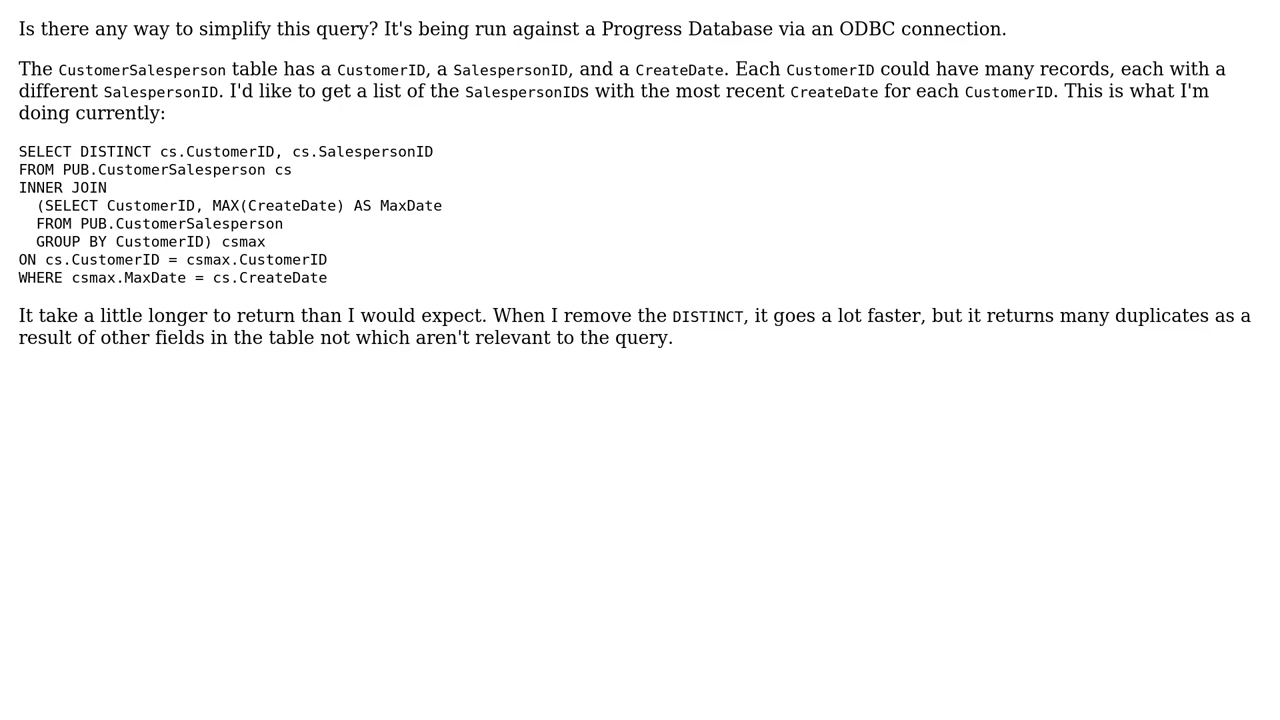 Is there any way to simplify this query? It's being run against a Progress Database via an ODBC connection.
The CustomerSalesperson table has a CustomerID, a SalespersonID, and a CreateDate. Each CustomerID could have many records, each with a
different SalespersonID. I'd like to get a list of the SalespersonIDs with the most recent CreateDate for each CustomerID. This is what I'm
doing currently:
SELECT DISTINCT cs.CustomerID, cs.SalespersonID
FROM PUB.CustomerSalesperson cs
INNER JOIN
  (SELECT CustomerID, MAX(CreateDate) AS MaxDate
  FROM PUB.CustomerSalesperson
  GROUP BY CustomerID) csmax
ON cs.CustomerID = csmax.CustomerID
WHERE csmax.MaxDate = cs.CreateDate
It take a little longer to return than I would expect. When I remove the DISTINCT, it goes a lot faster, but it returns many duplicates as a
result of other fields in the table not which aren't relevant to the query.